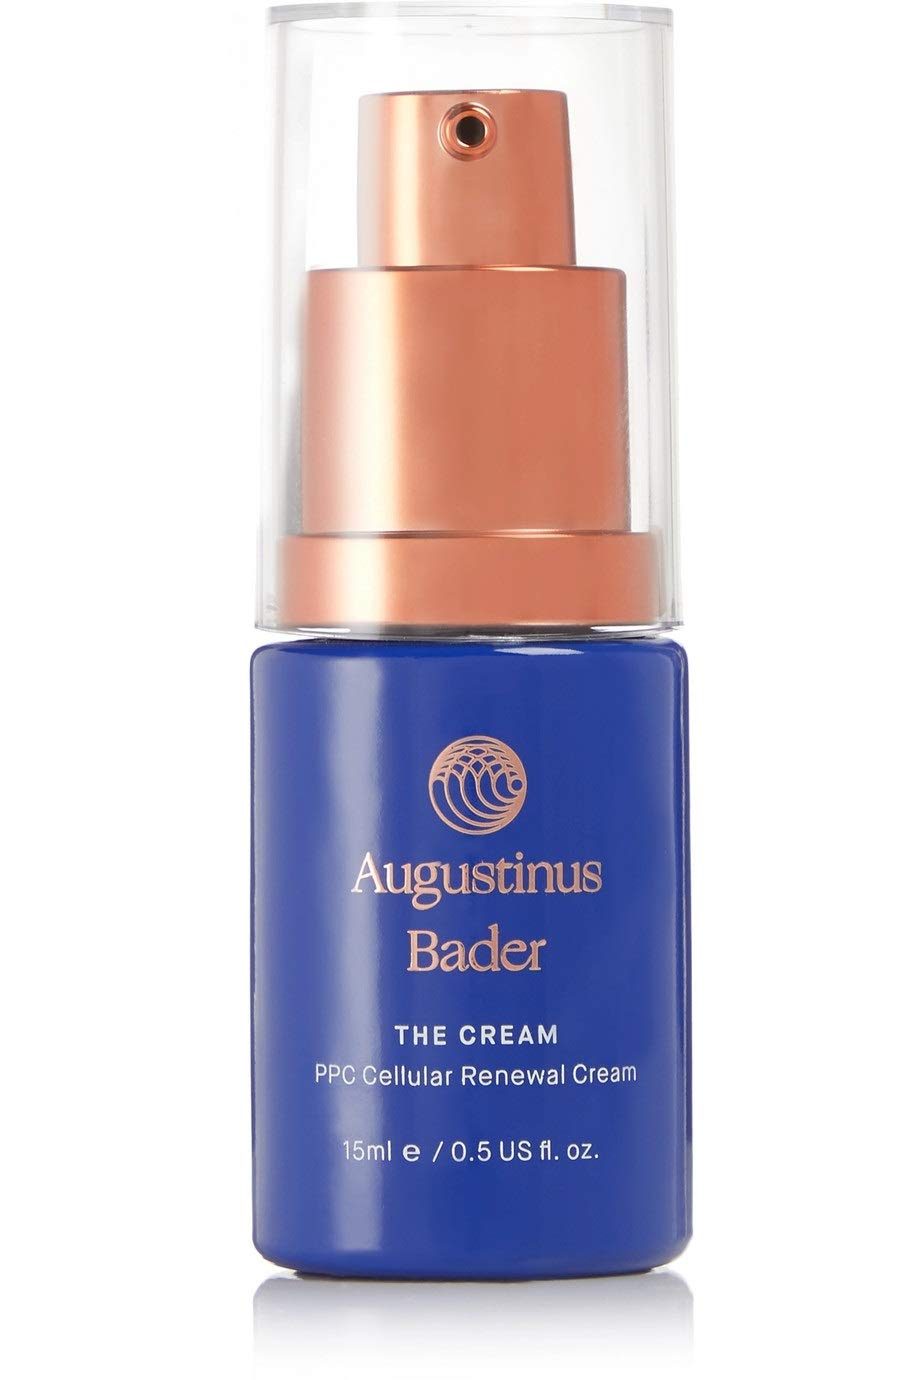 Augustinus
Bader
THE CREAM
PPC Cellular Renewal Cream
15ml e / 0.5 US fl. oz.